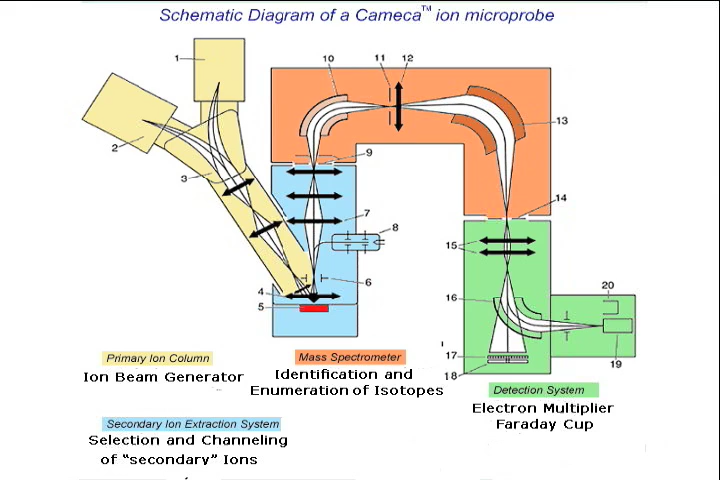 Schematic Diagram of a Cameca™ ion microprobe
1
2
3
4
5
6
7
8
9
10
11
12
13
14
15
16
17
18
19
20
Primary Ion Column
Ion Beam Generator
Mass Spectrometer
Identification and
Enumeration of Isotopes
Detection System
Electron Multiplier
Faraday Cup
Secondary Ion Extraction System
Selection and Channeling
of "secondary" Ions